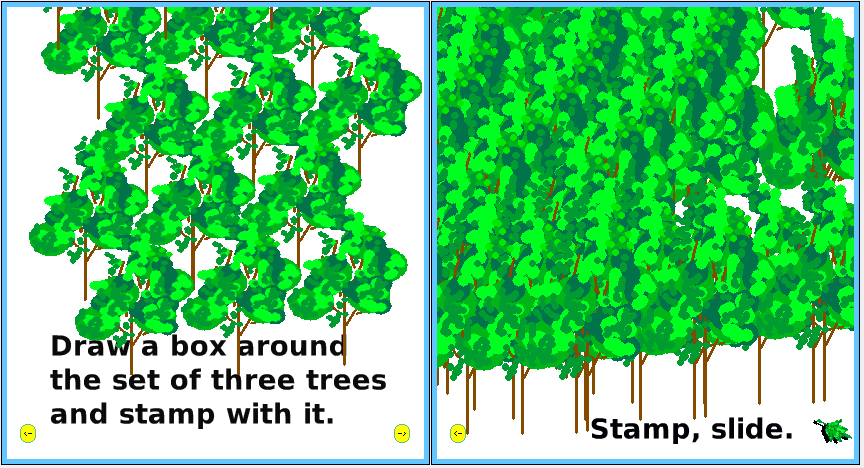 Draw a box around
the set of three trees
and stamp with it.
Stamp, slide.